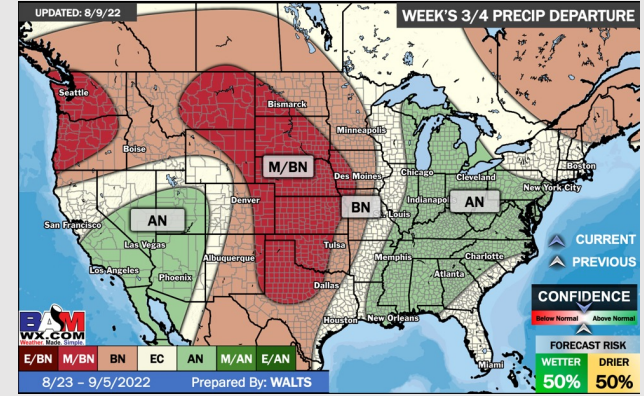 UPDATED: 8/9/22
WEEK'S 3/4 PRECIP DEPARTURE
Seattle
Bismarck
Minneapolis
Boise
M/BN
Des Moines
Chicago
Cleveland
Boston
New York City
Denver
BN
Indianapol
AN
AN
Louis
San Francisco
Las Vegas
Tulsa
Memphis
Charlotte
Albuquerque
Los Angeles
Phoenix
Atlanta
Dallas
Houston
New Orleans
Miami
CURRENT
PREVIOUS
CONFIDENCE
Below Normal
Above Normal
FORECAST RISK
WETTER
DRIER
50%
50%
BAM
WX.COM
Weather. Made. Simple.
E/BN
M/BN
BN
EC
AN
M/AN
E/AN
8/23 – 9/5/2022
Prepared By: WALTS